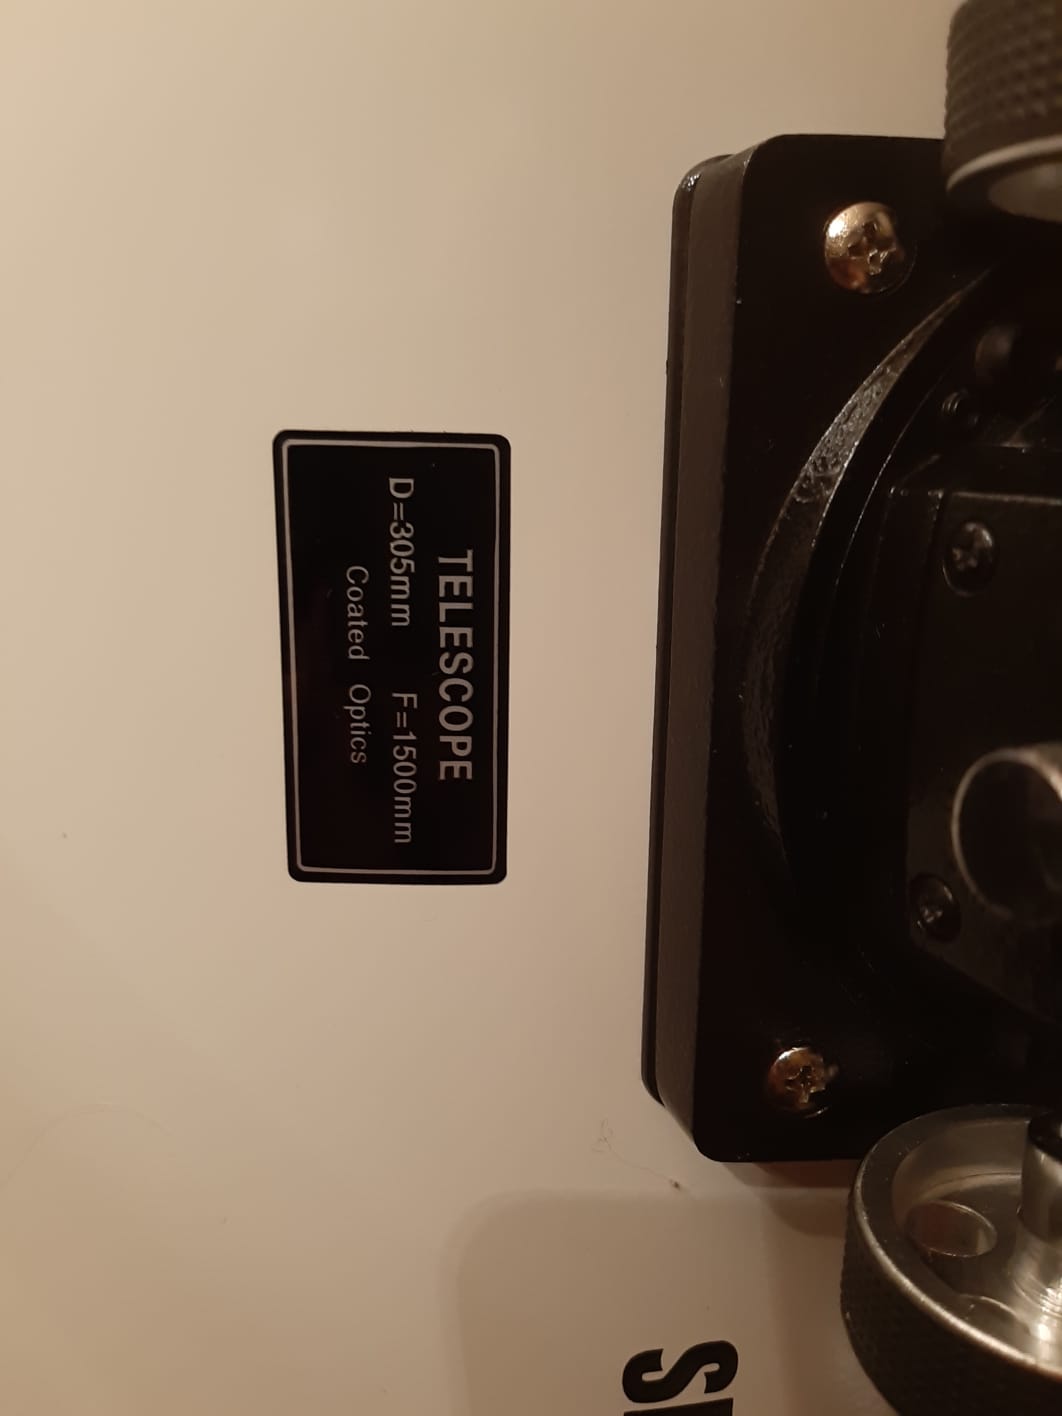 TELESCOPE
D=305mm F=1500mm
Coated Optics